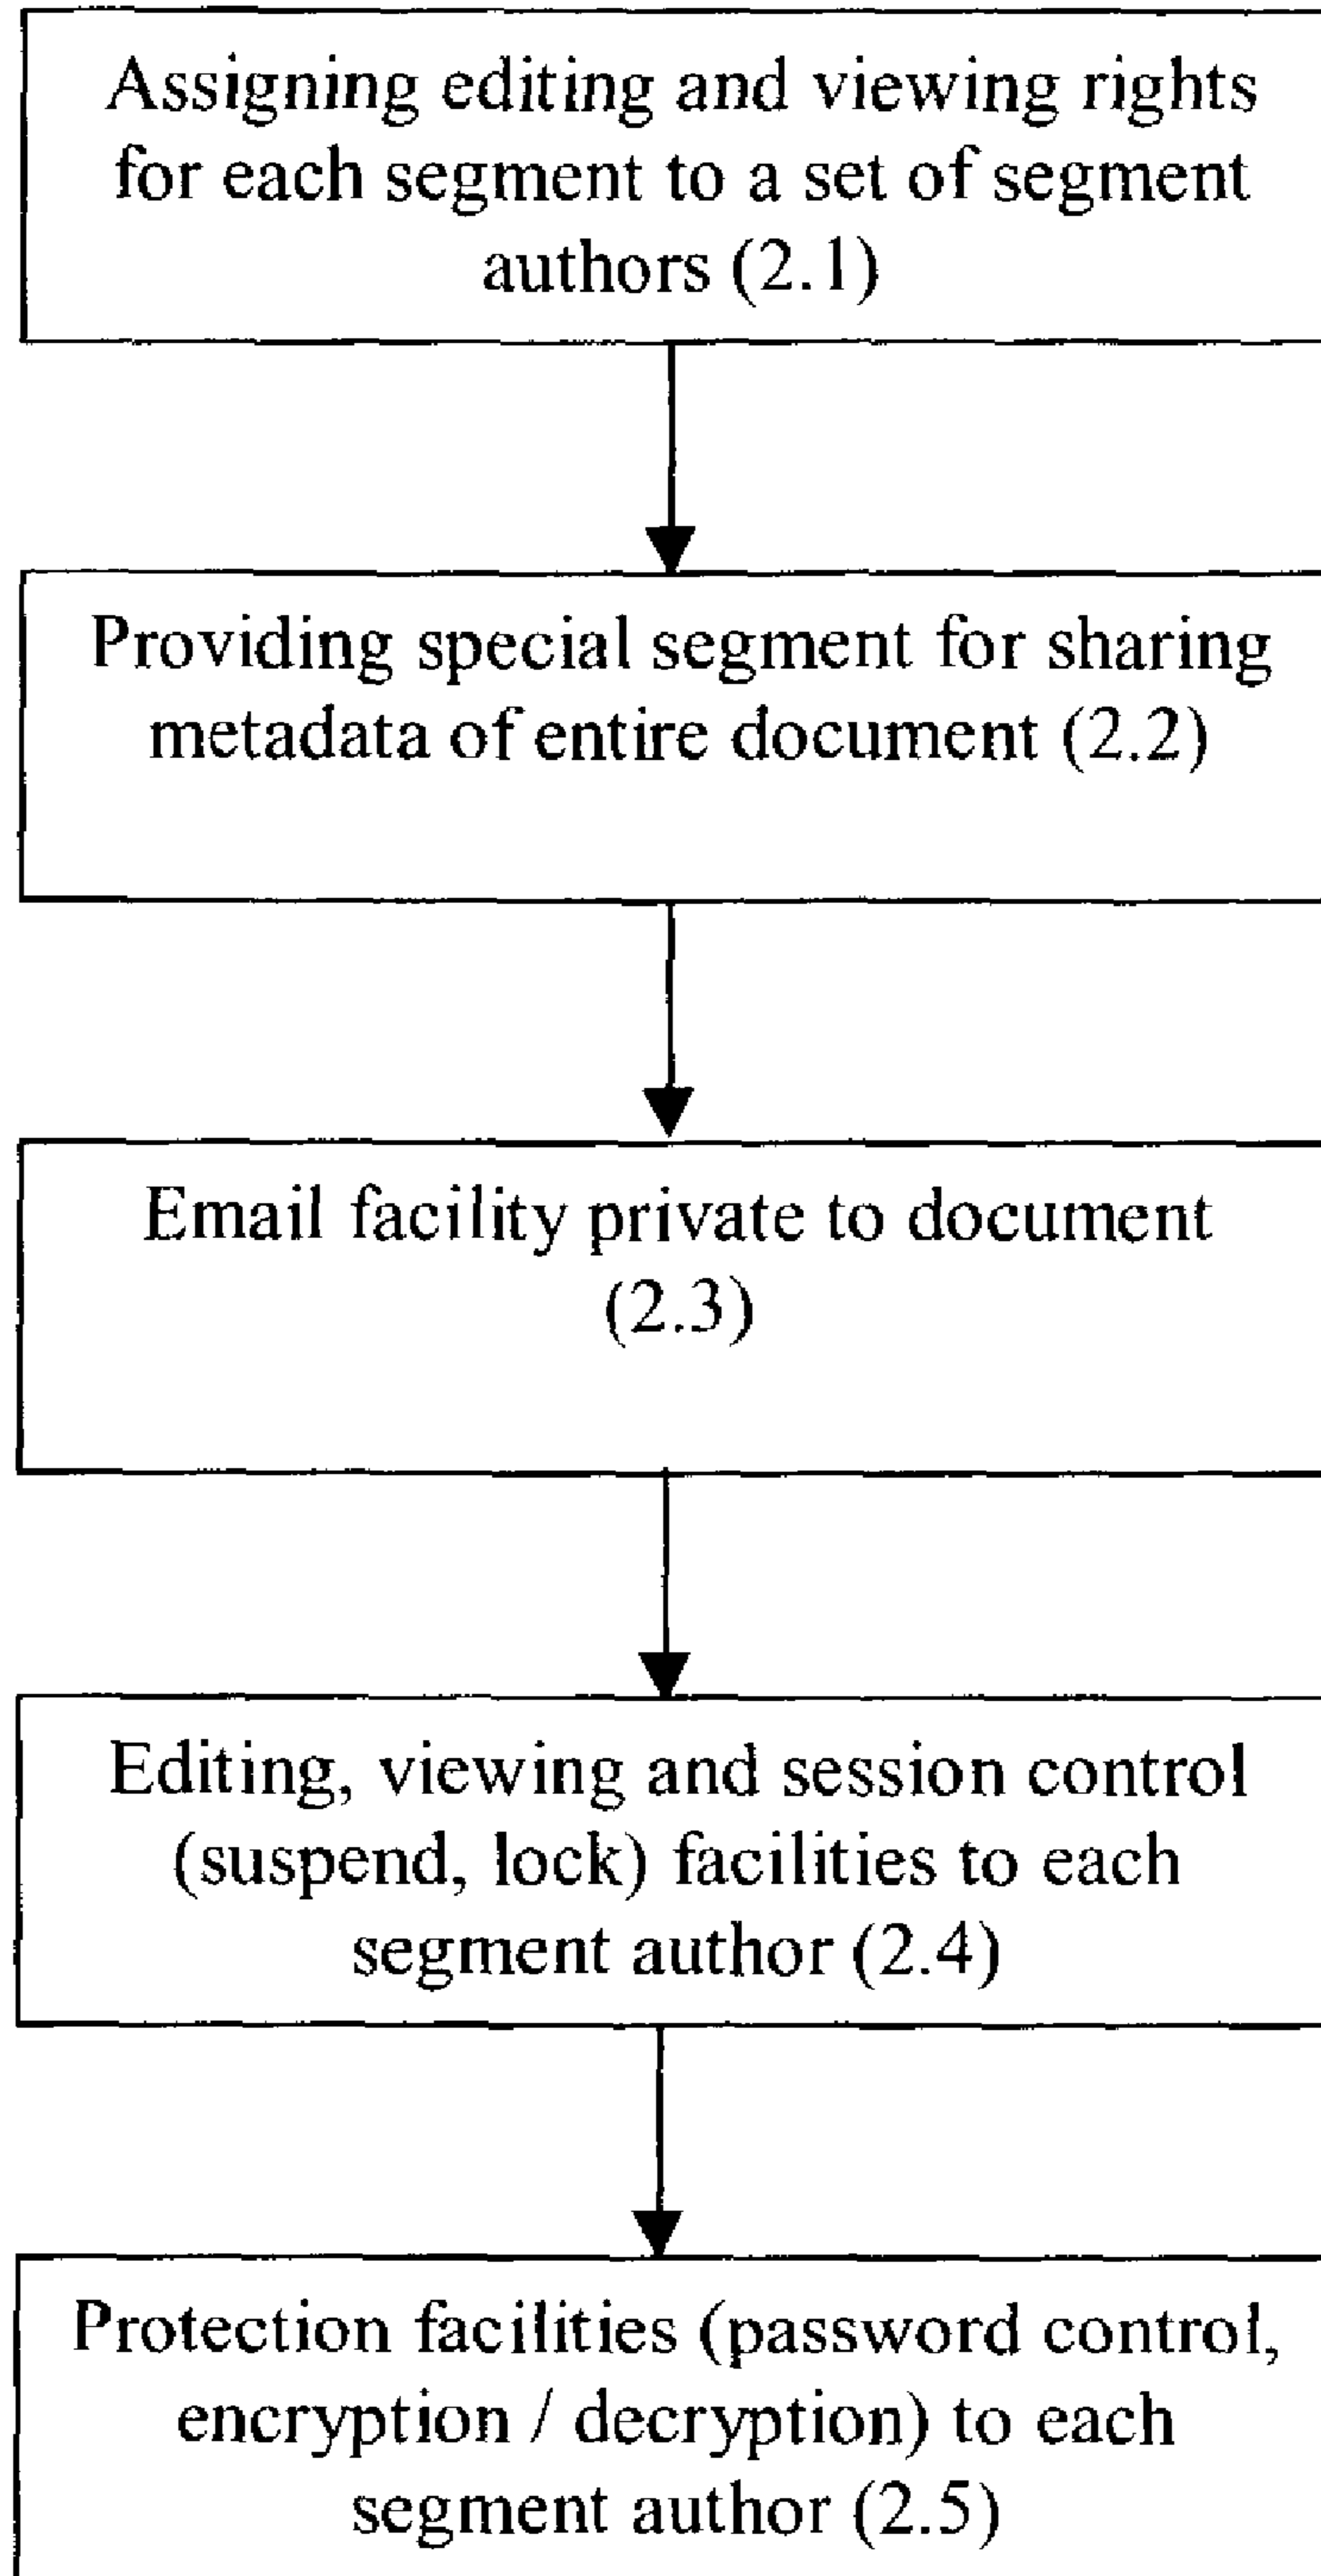 Assigning editing and viewing rights
for each segment to a set of segment
authors (2.1)
Providing special segment for sharing
metadata of entire document (2.2)
Email facility private to document
(2.3)
Editing, viewing and session control
(suspend, lock) facilities to each
segment author (2.4)
Protection facilities (password control,
encryption / decryption) to each
segment author (2.5)